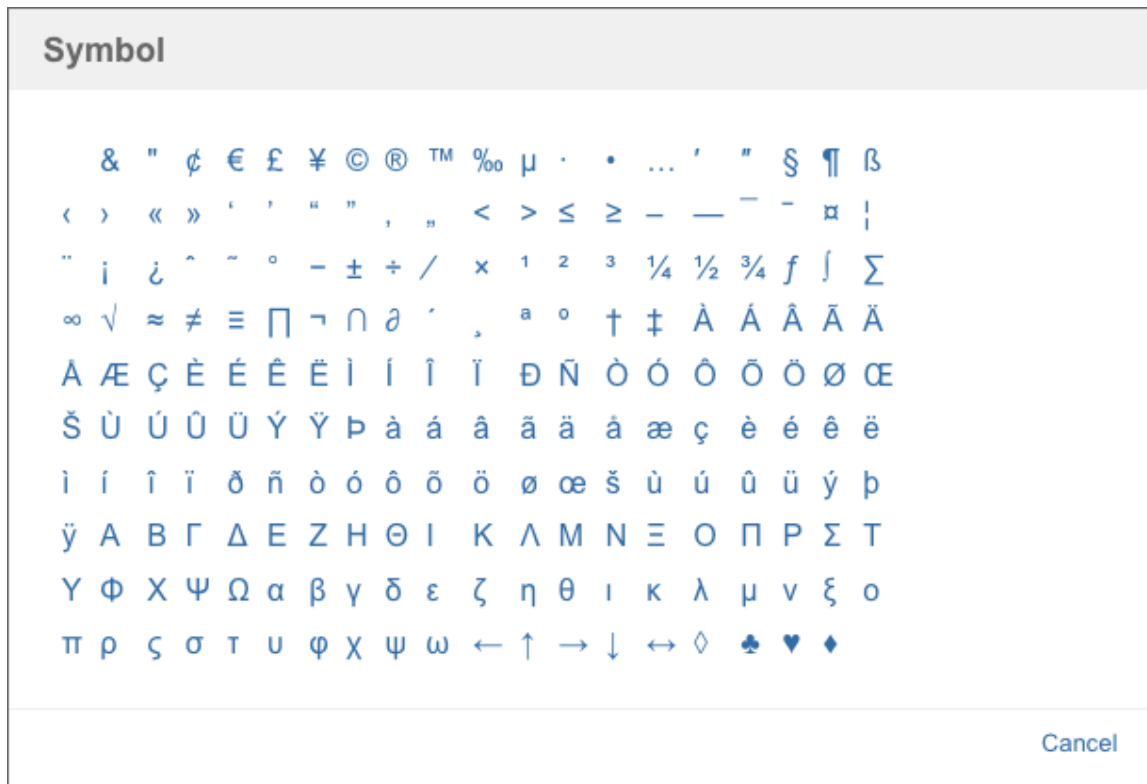 Symbol
& " ¢ € £ ¥ © ® ™ ‰ µ · • … ′ ″ § ¶ ß
‹ › « » ‘ ’ “ ” ‚ „ < > ≤ ≥ – — ¯ ‾ ¤ ¦
¨ ¡ ¿ ˆ ˜ ° − ± ÷ ⁄ × ¹ ² ³ ¼ ½ ¾ ƒ ∫ ∑
∞ √ ≈ ≠ ≡ ∏ ¬ ∩ ∂ ´ ¸ ª º † ‡ À Á Â Ã Ä
Å Æ Ç È É Ê Ë Ì Í Î Ï Ð Ñ Ò Ó Ô Õ Ö Ø Œ
Š Ù Ú Û Ü Ý Ÿ Þ à á â ã ä å æ ç è é ê ë
ì í î ï ð ñ ò ó ô õ ö ø œ š ù ú û ü ý þ
ÿ Α Β Γ Δ Ε Ζ Η Θ Ι Κ Λ Μ Ν Ξ Ο Π Ρ Σ Τ
Υ Φ Χ Ψ Ω α β γ δ ε ζ η θ ι κ λ μ ν ξ ο
π ρ ς σ τ υ φ χ ψ ω ← ↑ → ↓ ↔ ◊ ♣ ♥ ♦
Cancel